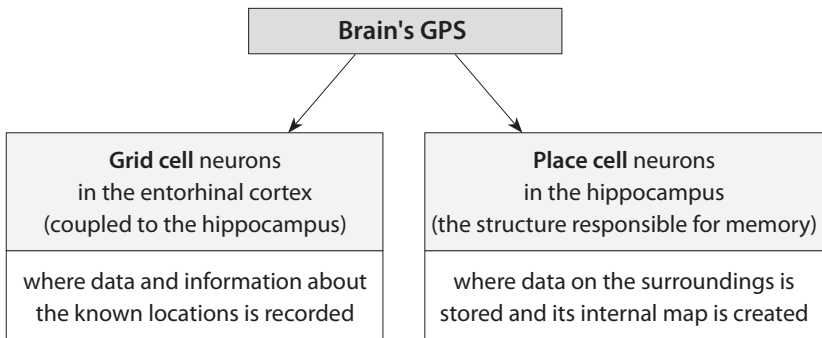 Brain's GPS
Grid cell neurons
in the entorhinal cortex
(coupled to the hippocampus)
where data and information about
the known locations is recorded
Place cell neurons
in the hippocampus
(the structure responsible for memory)
where data on the surroundings is
stored and its internal map is created